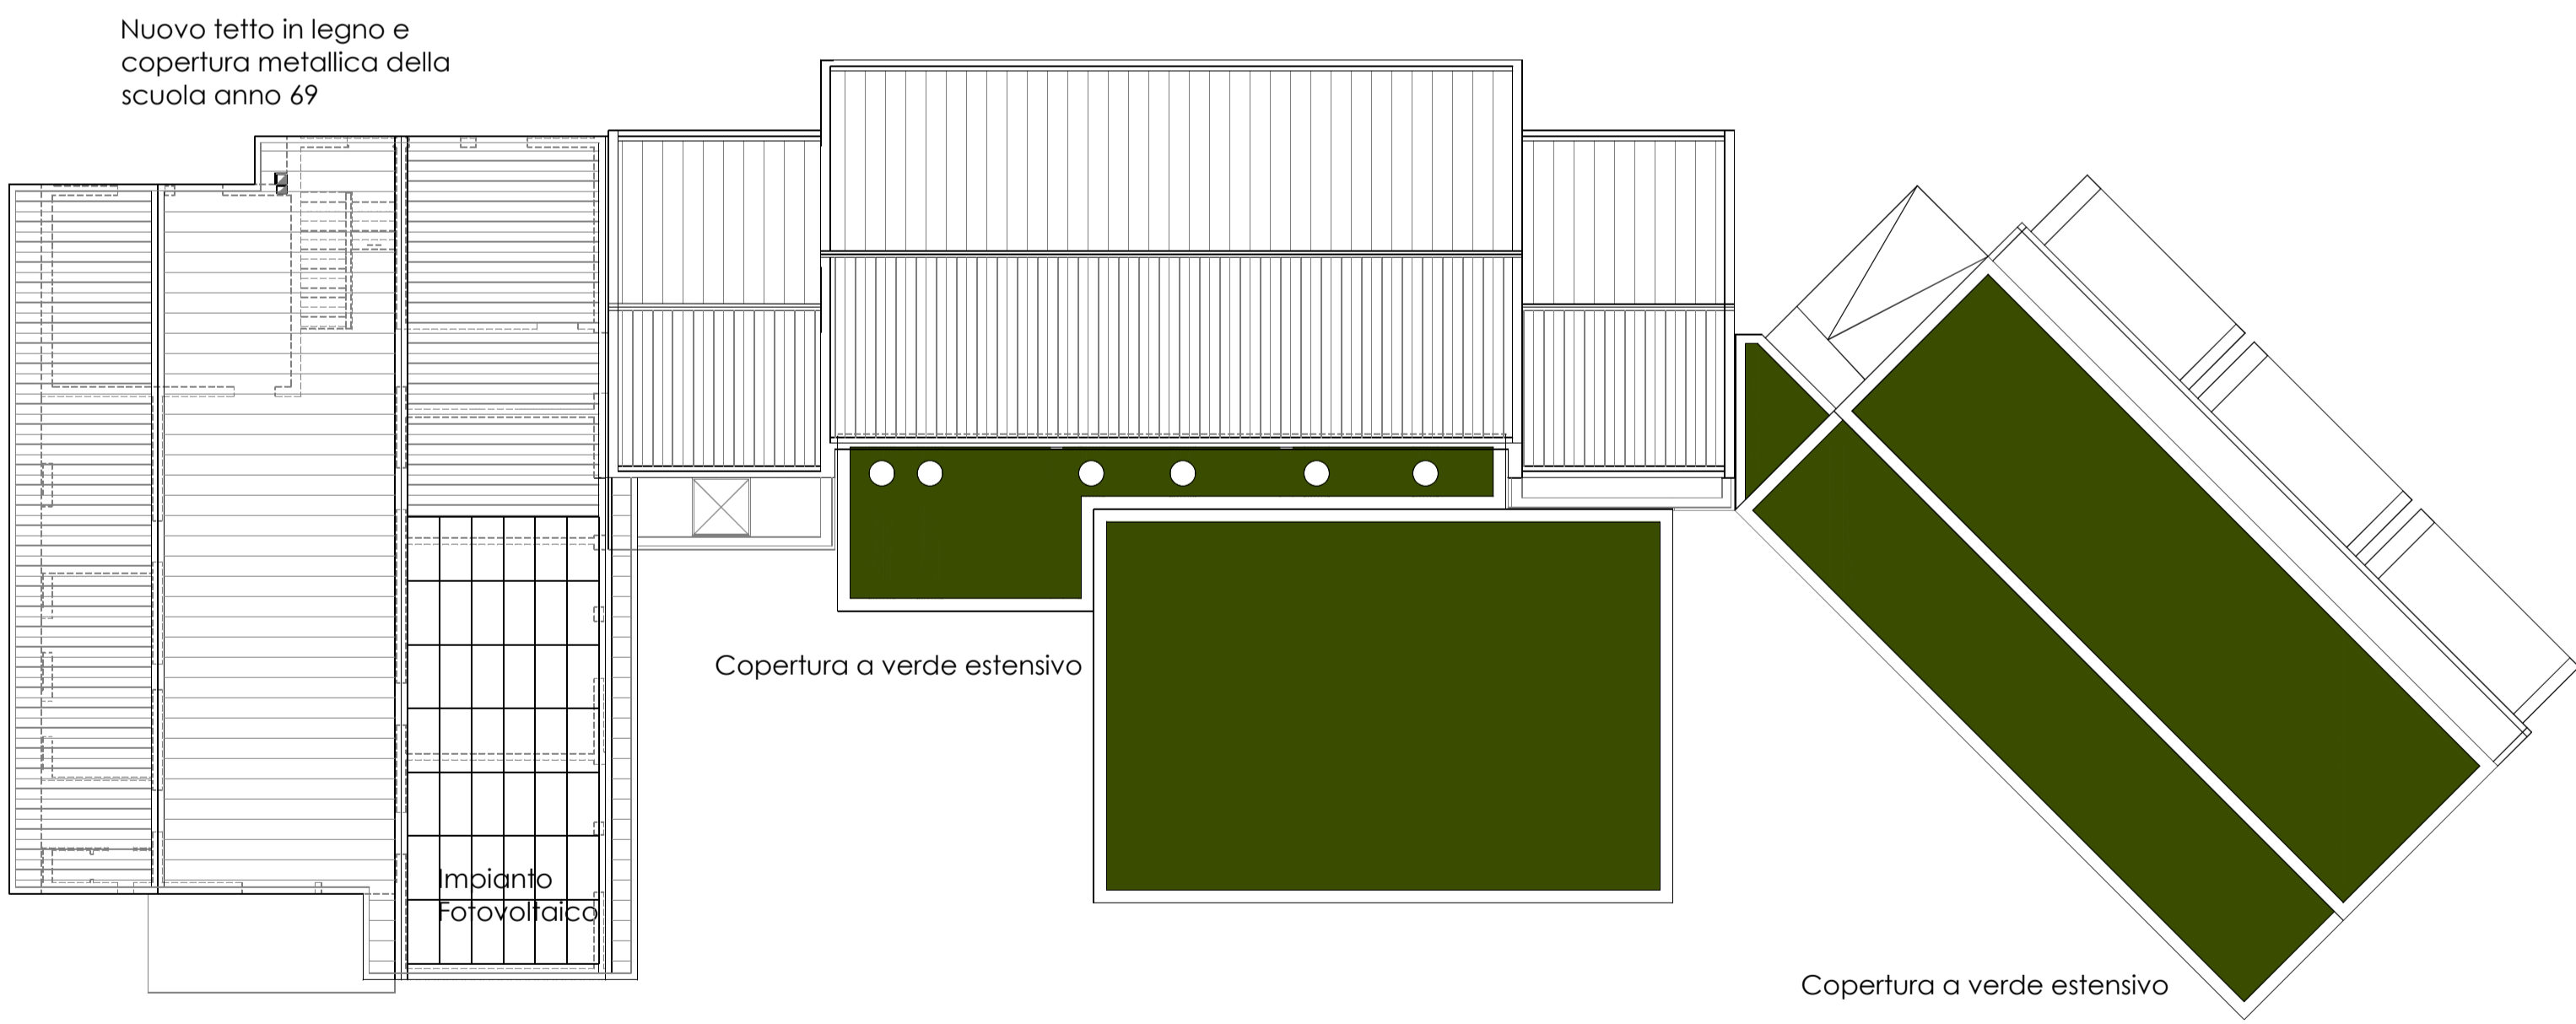 Nuovo tetto in legno e
copertura metallica della
scuola anno 69
Copertura a verde estensivo
Impianto
Fotovoltaico
Copertura a verde estensivo